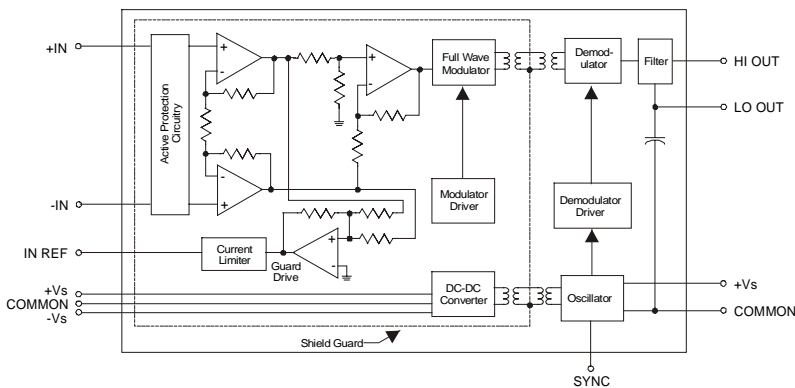 +IN
-IN
IN REF
+Vs
COMMON
-Vs
Active Protection
Circuitry
+
-
-
+
+
-
+
-
Current
Limiter
Guard
Drive
Full Wave
Modulator
Modulator
Driver
DC-DC
Converter
Shield Guard
Demod-
ulator
Filter
Demodulator
Driver
Oscillator
HI OUT
LO OUT
+Vs
COMMON
SYNC